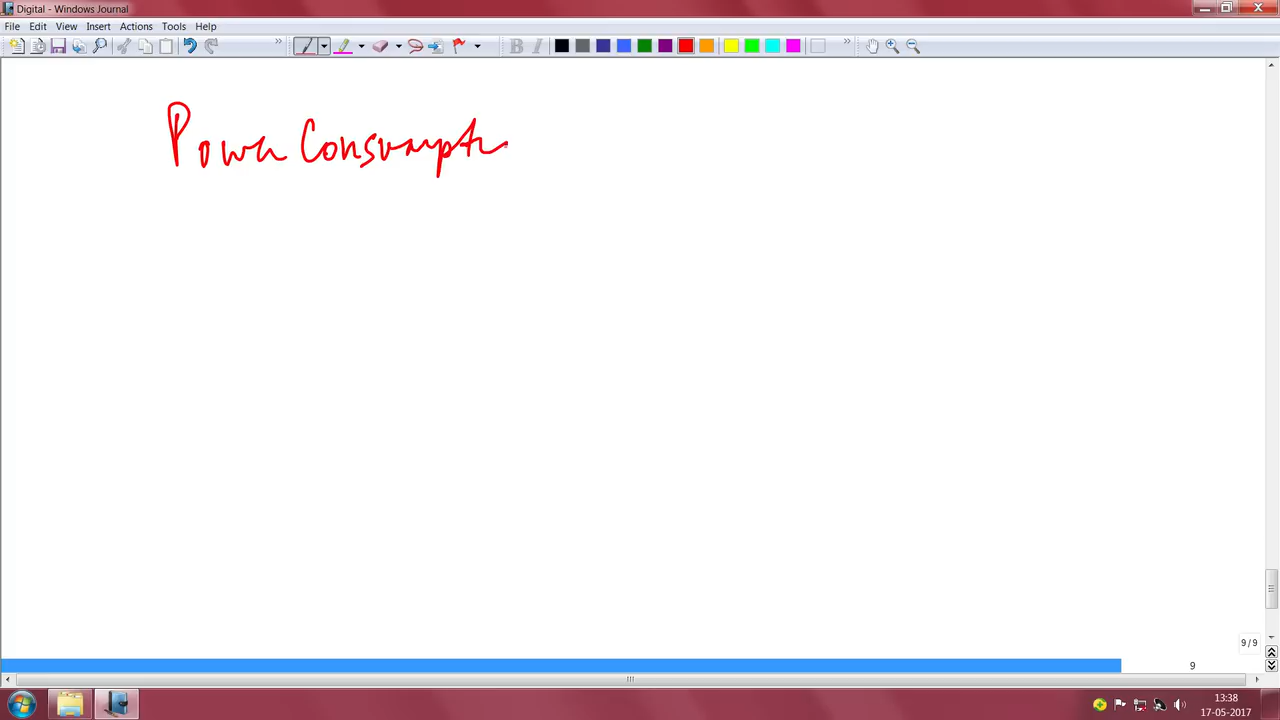 Digital - Windows Journal
File Edit View Insert Actions Tools Help
Power Consumpt
9 / 9
9
13:38
17-05-2017